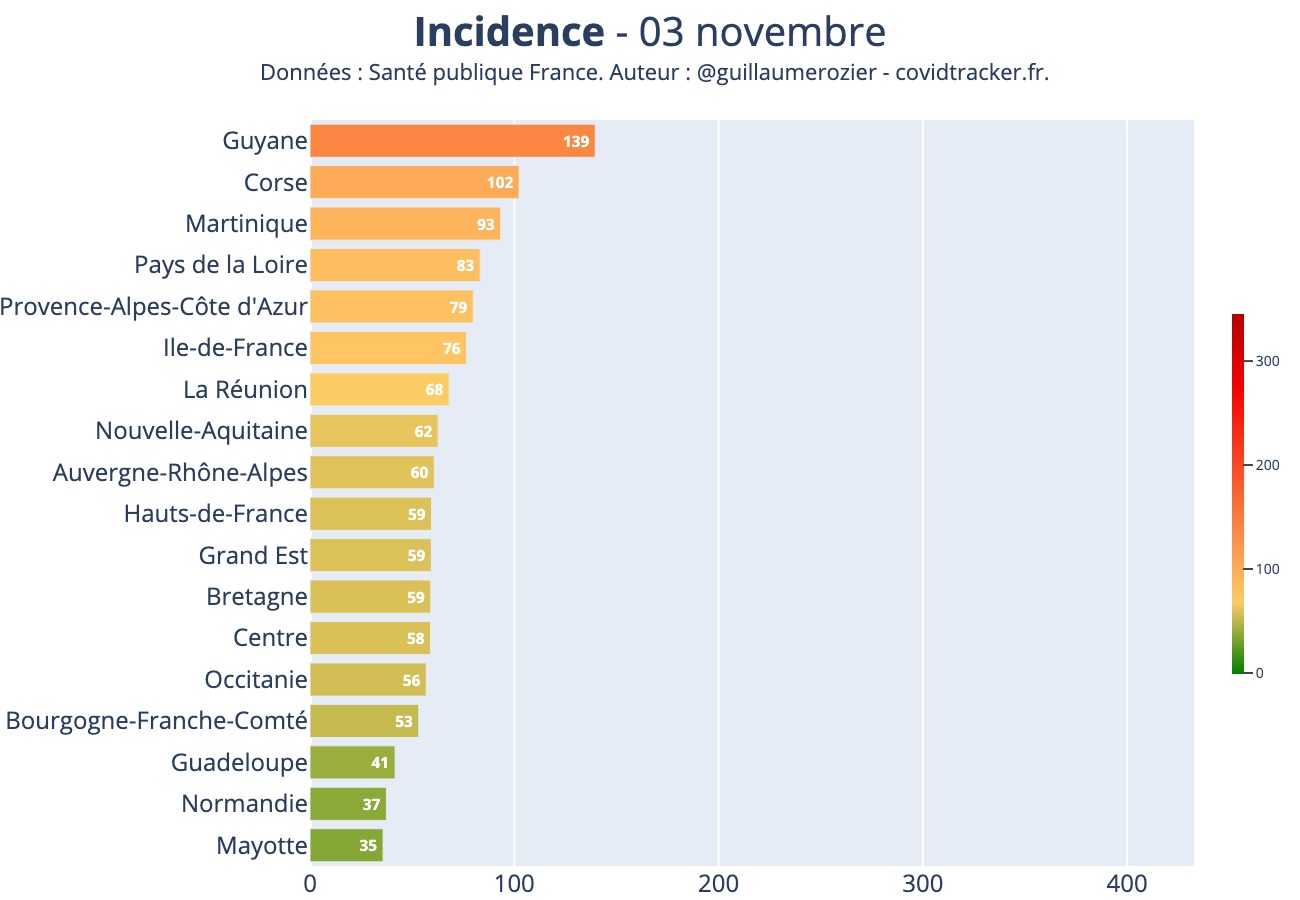 Incidence - 03 novembre
Données : Santé publique France. Auteur : @guillaumerozier - covidtracker.fr.
Guyane 139
Corse 102
Martinique 93
Pays de la Loire 83
Provence-Alpes-Côte d'Azur 79
Ile-de-France 76
La Réunion 68
Nouvelle-Aquitaine 62
Auvergne-Rhône-Alpes 60
Hauts-de-France 59
Grand Est 59
Bretagne 59
Centre 58
Occitanie 56
Bourgogne-Franche-Comté 53
Guadeloupe 41
Normandie 37
Mayotte 35
0 100 200 300 400
300
200
100
0